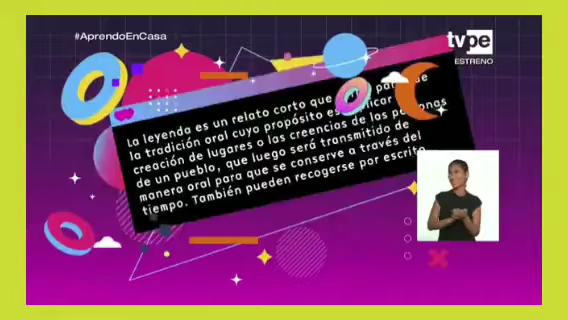 #AprendoEnCasa
tvpe
ESTRENO
La leyenda es un relato corto que
la tradición oral cuyo propósito es
creación de lugares o las creencias de las personas
de un pueblo, que luego será transmitido de
manera oral para que se conserve a través del
tiempo. También pueden recogerse por escrito.